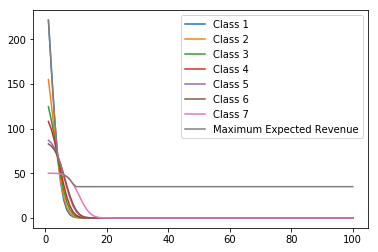 200
150
100
50
0
0
20
40
60
80
100
Class 1
Class 2
Class 3
Class 4
Class 5
Class 6
Class 7
Maximum Expected Revenue